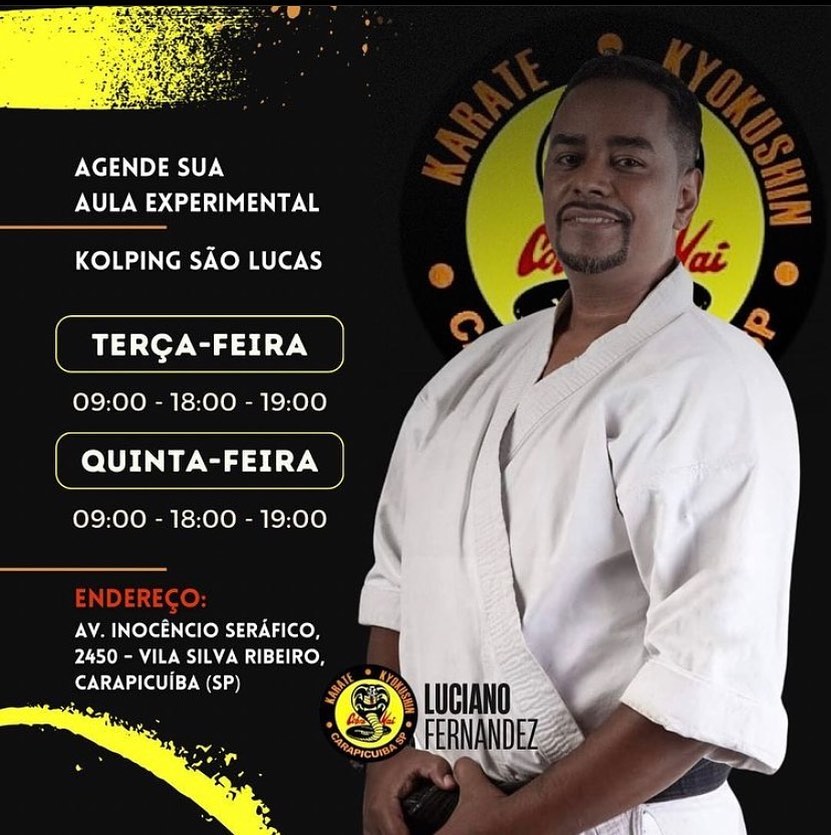 AGENDE SUA
AULA EXPERIMENTAL
KOLPING SÃO LUCAS
TERÇA-FEIRA
09:00 - 18:00 - 19:00
QUINTA-FEIRA
09:00 - 18:00 - 19:00
ENDEREÇO:
AV. INOCÊNCIO SERÁFICO,
2450 – VILA SILVA RIBEIRO,
CARAPICUÍBA (SP)
KARATE KYOKUSHIN
KARATE KYOKUSHIN
Cobra Kai
CARAPICUIBA SP
LUCIANO
FERNANDEZ